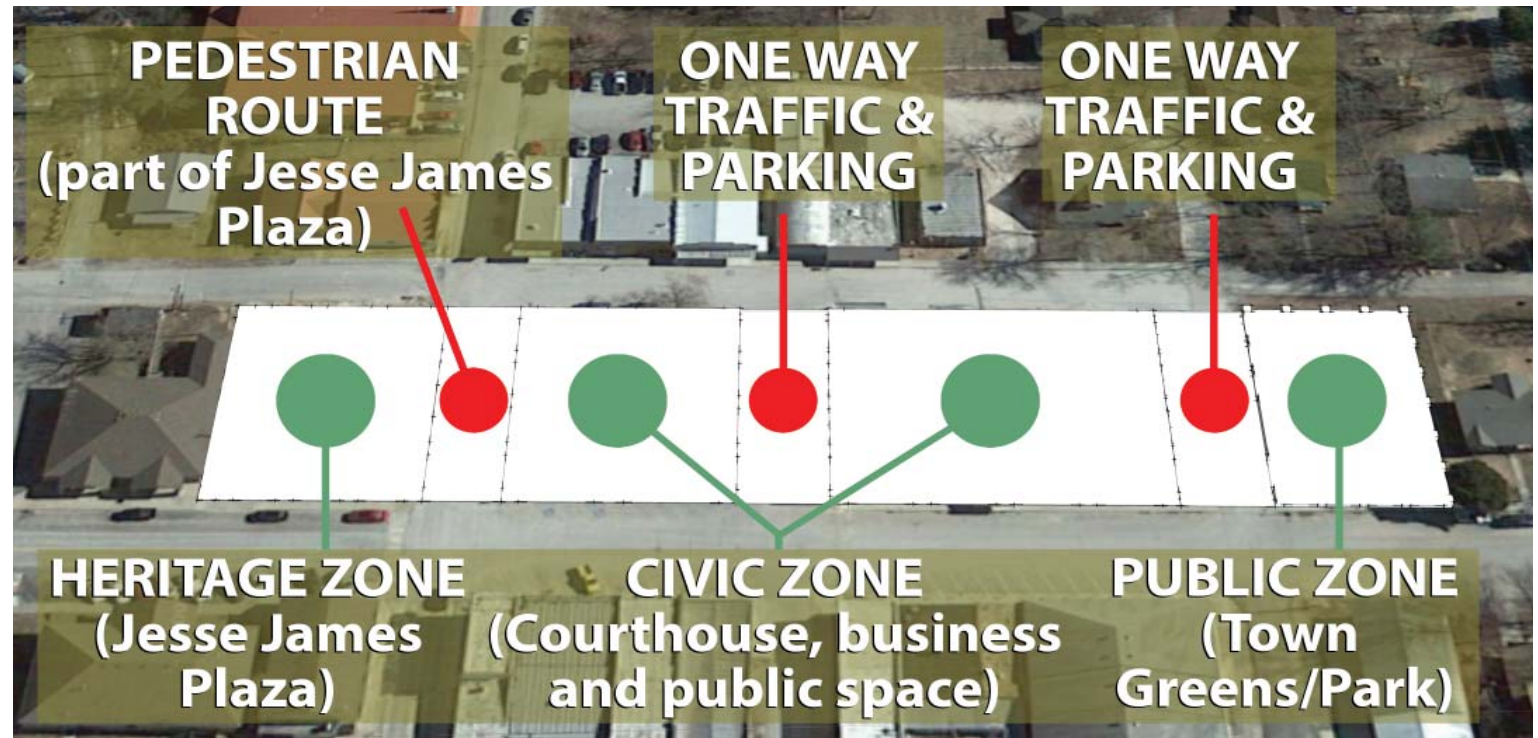 PEDESTRIAN
ROUTE
(part of Jesse James
Plaza)
ONE WAY
TRAFFIC &
PARKING
ONE WAY
TRAFFIC &
PARKING
HERITAGE ZONE
(Jesse James
Plaza)
CIVIC ZONE
(Courthouse, business
and public space)
PUBLIC ZONE
(Town
Greens/Park)